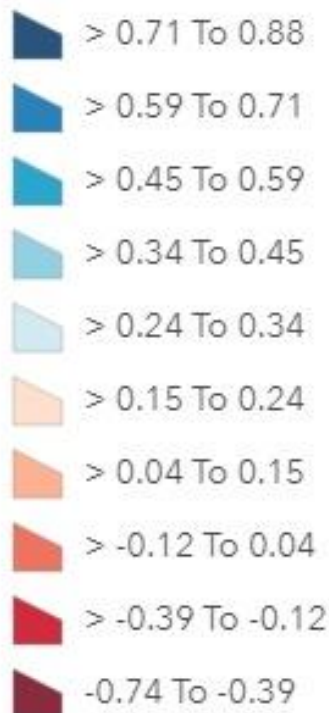 > 0.71 To 0.88
> 0.59 To 0.71
> 0.45 To 0.59
> 0.34 To 0.45
> 0.24 To 0.34
> 0.15 To 0.24
> 0.04 To 0.15
> -0.12 To 0.04
> -0.39 To -0.12
-0.74 To -0.39